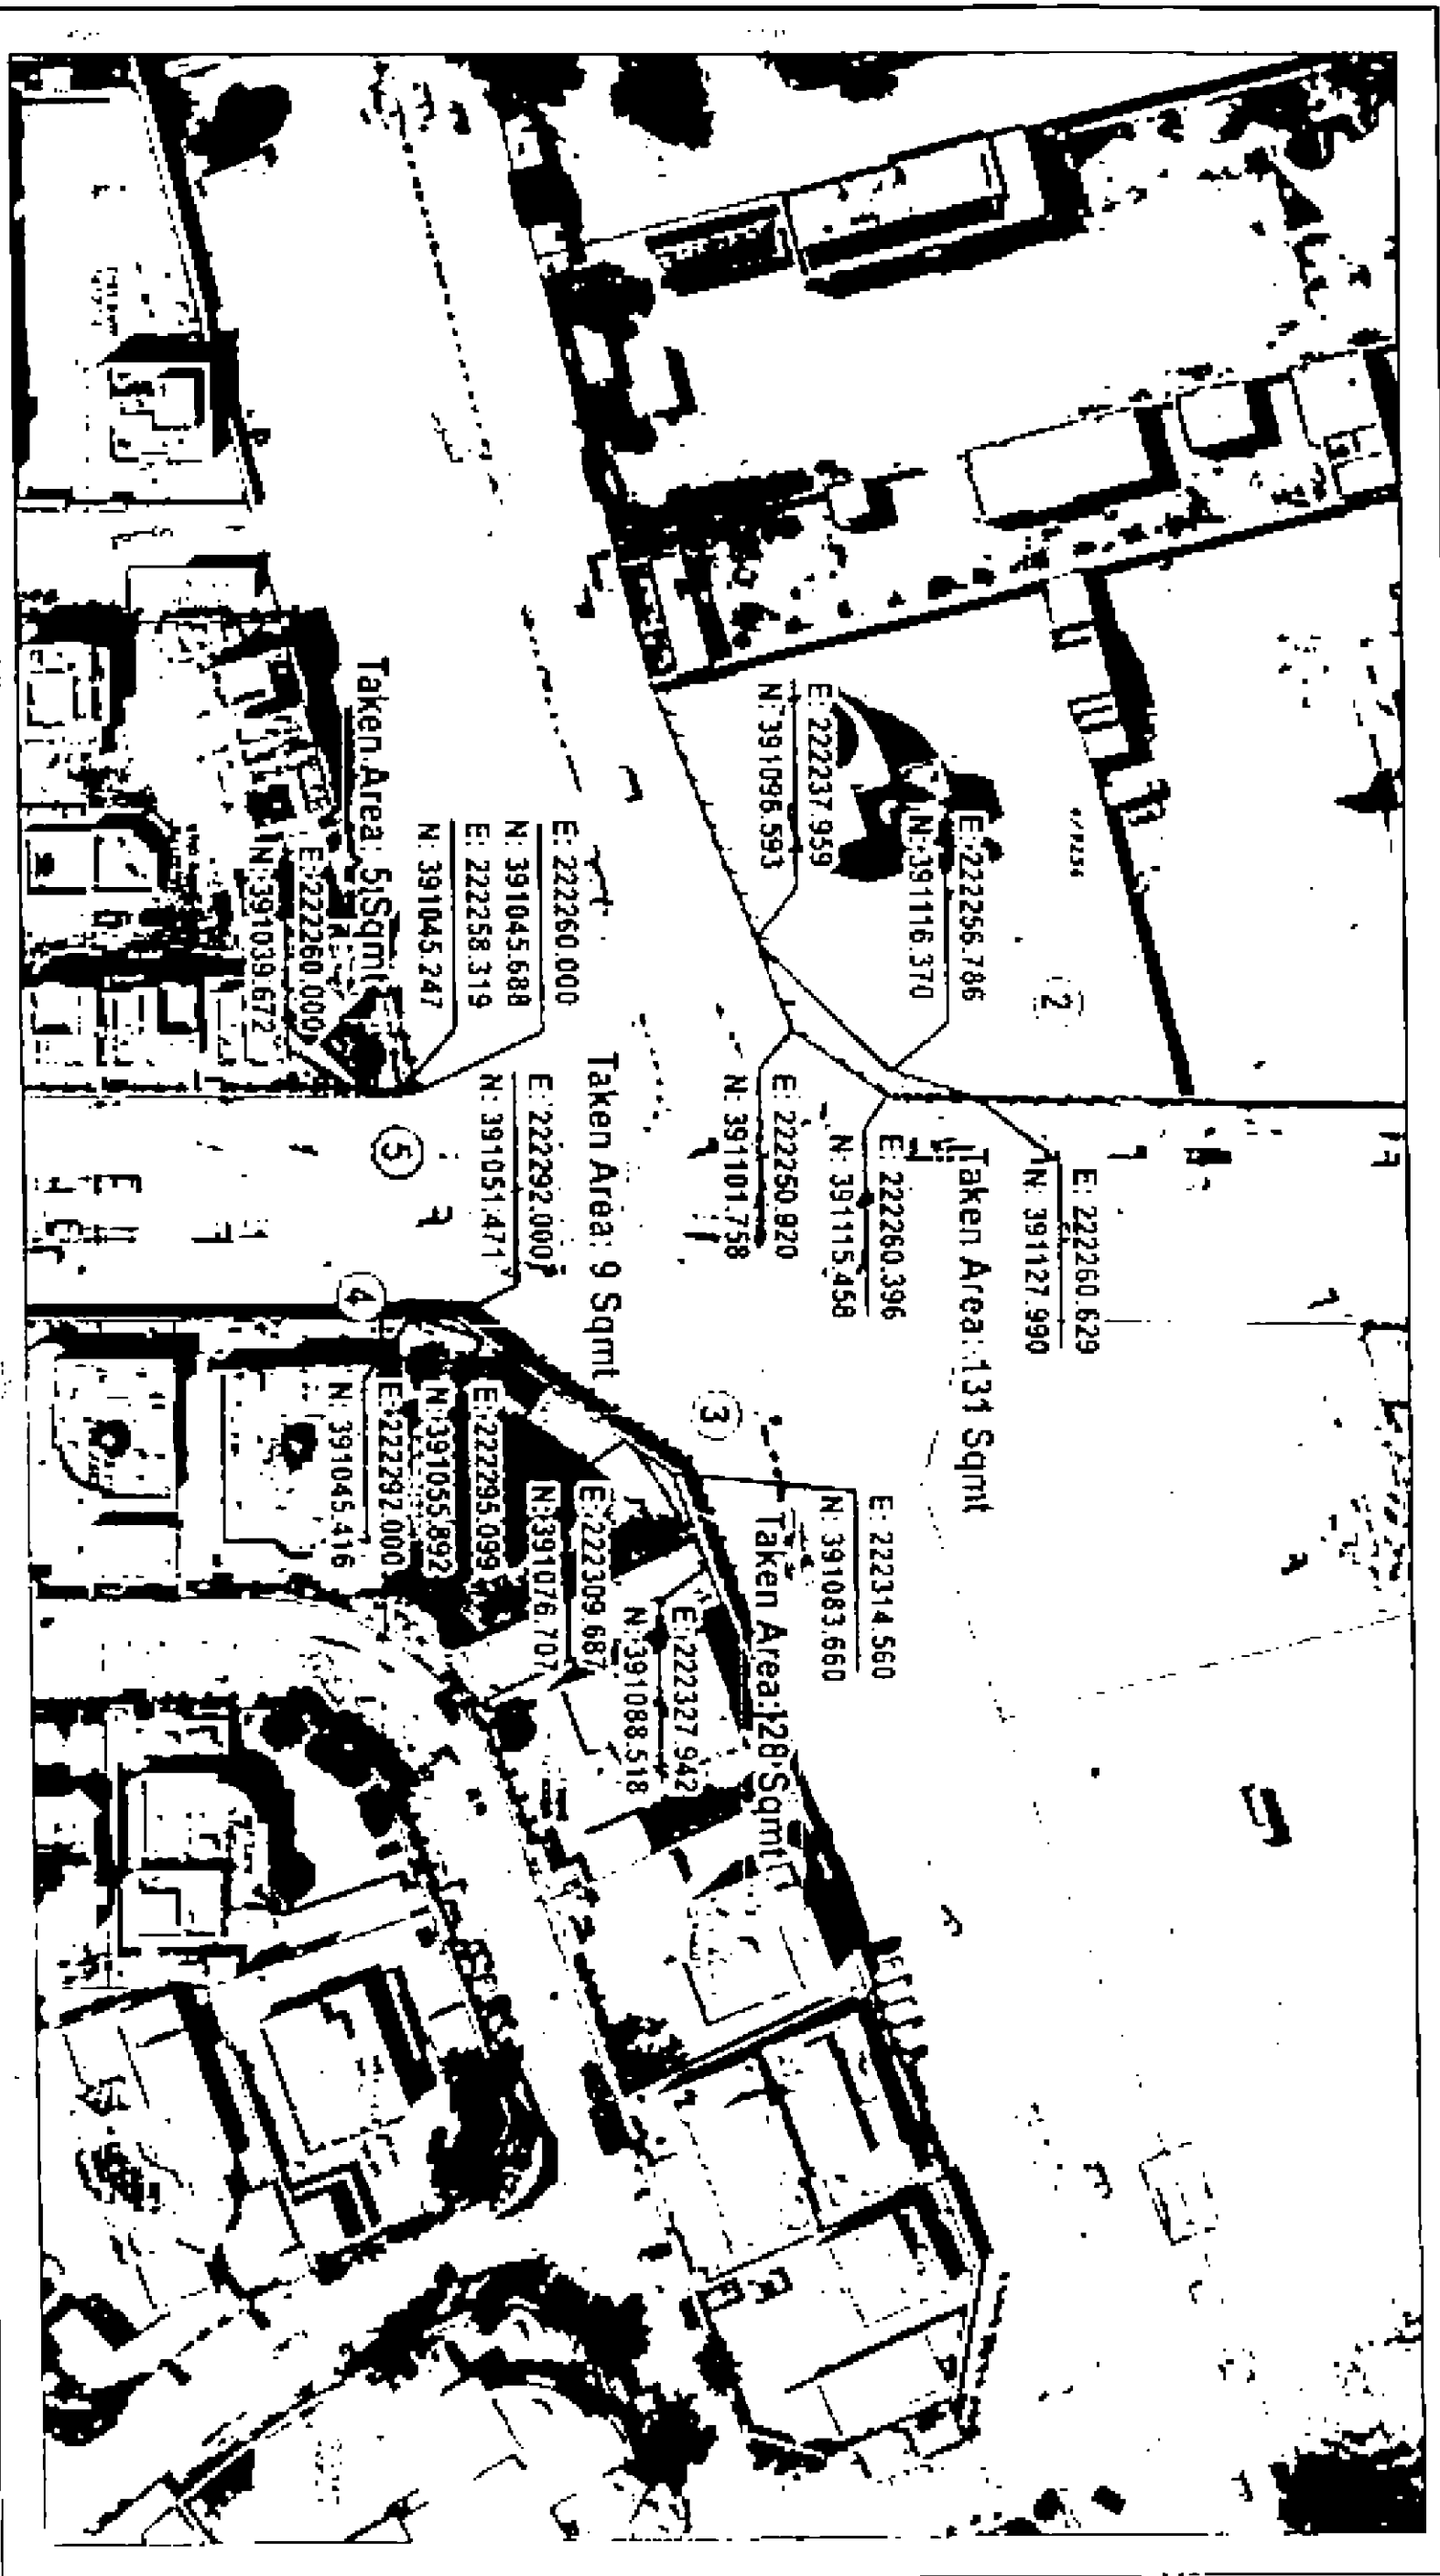 E: 222260.629
N: 391127.990
Taken Area: 131 Sqmt
2
E: 222256.786
N: 391116.370
E: 222260.396
N: 391115.458
E: 222237.959
N: 391096.593
E: 222250.920
N: 391101.758
E: 222314.560
N: 391083.660
Taken Area: 128 Sqmt
3
E: 222327.942
N: 391088.518
Taken Area: 9 Sqmt
E: 222309.687
N: 391076.707
E: 222260.000
N: 391045.688
E: 222292.000
N: 391051.471
E: 222258.319
N: 391045.247
E: 222295.099
N: 391055.892
5
4
Taken Area: 5 Sqmt
E: 222292.000
N: 391045.416
E: 222260.000
N: 391039.672